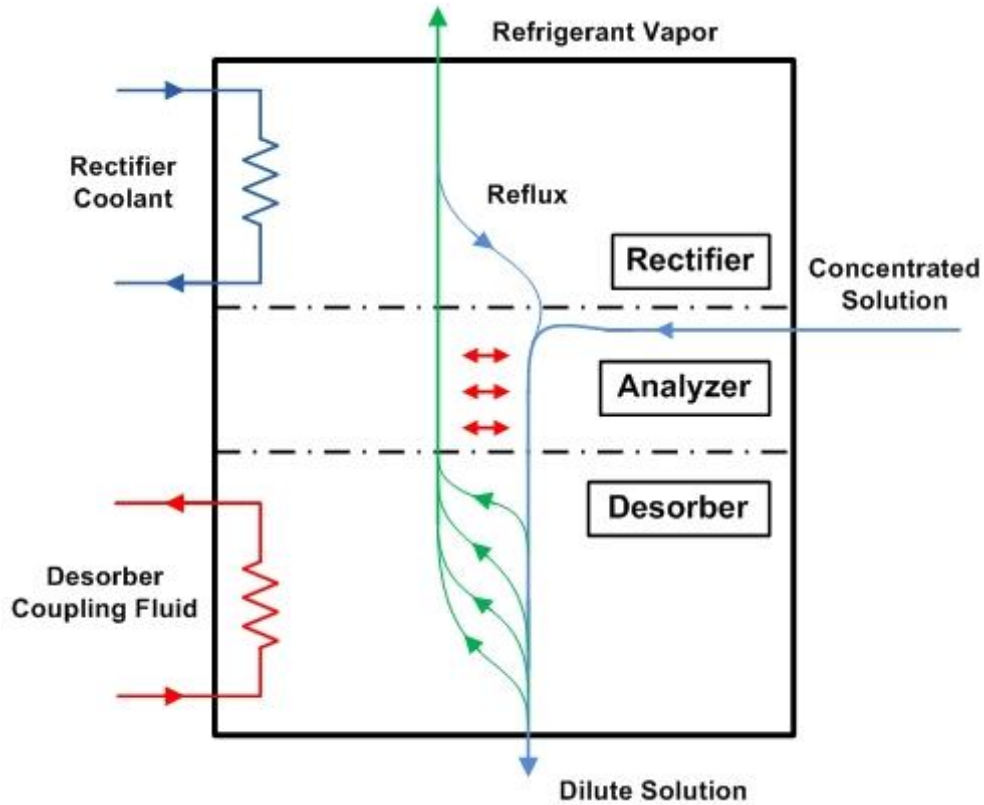 Refrigerant Vapor
Rectifier
Coolant
Reflux
Rectifier
Concentrated
Solution
Analyzer
Desorber
Desorber
Coupling Fluid
Dilute Solution